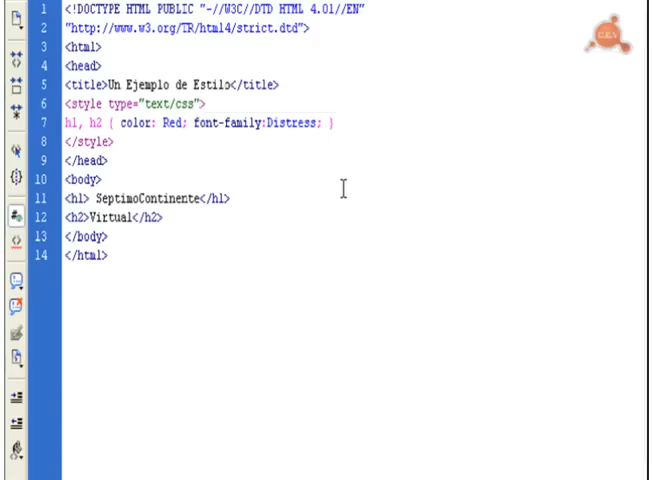 1 <!DOCTYPE HTML PUBLIC "-//W3C//DTD HTML 4.01//EN"
2 "http://www.w3.org/TR/html4/strict.dtd">
3 <html>
4 <head>
5 <title>Un Ejemplo de Estilo</title>
6 <style type="text/css">
7 h1, h2 { color: Red; font-family:Distress; }
8 </style>
9 </head>
10 <body>
11 <h1> SeptimoContinente</h1>
12 <h2>Virtual</h2>
13 </body>
14 </html>